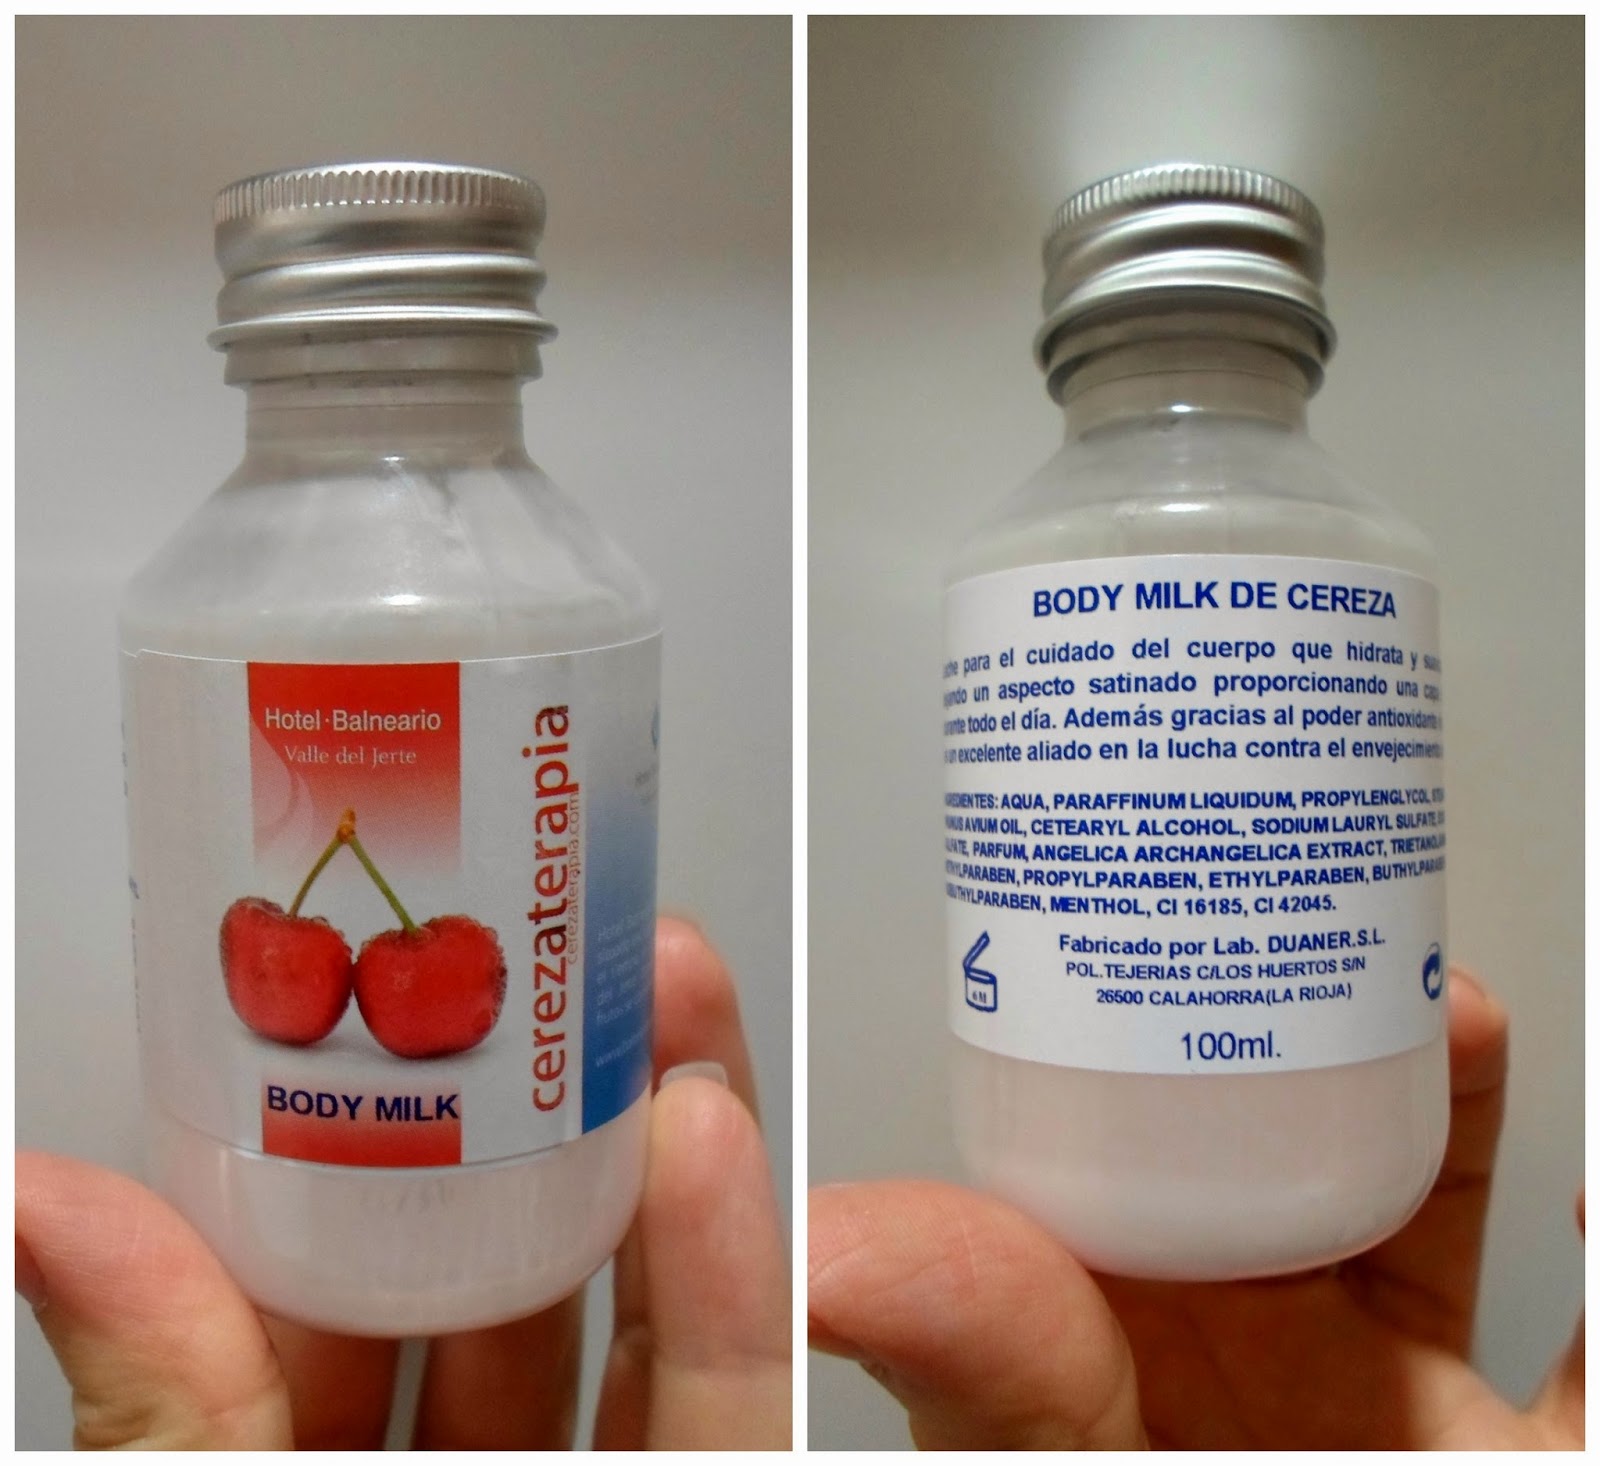 Hotel·Balneario
Valle del Jerte
cerezaterapia
cerezaterapia.com
BODY MILK
BODY MILK DE CEREZA
para el cuidado del cuerpo que hidrata y
un aspecto satinado proporcionando una
todo el día. Además gracias al poder antioxidante
un excelente aliado en la lucha contra el envejecimiento
AQUA, PARAFFINUM LIQUIDUM, PROPYLENGLYCOL,
AVIUM OIL, CETEARYL ALCOHOL, SODIUM LAURYL SULFATE,
PARFUM, ANGELICA ARCHANGELICA EXTRACT,
PROPYLPARABEN, ETHYLPARABEN,
MENTHOL, CI 16185, CI 42045.
Fabricado por Lab. DUANER.S.L.
POL.TEJERIAS C/LOS HUERTOS S/N
26500 CALAHORRA(LA RIOJA)
6 M
100ml.